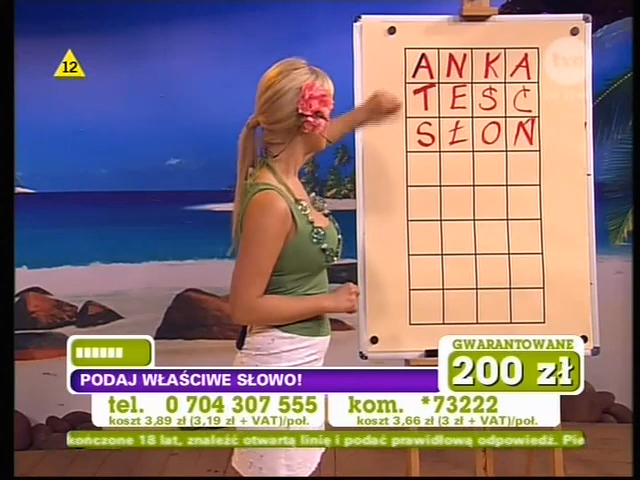 12
tvn
ANKA
TEŚĆ
SŁOŃ
GWARANTOWANE
200 zł
PODAJ WŁAŚCIWE SŁOWO!
tel. 0 704 307 555
koszt 3,89 zł (3,19 zł + VAT)/poł.
kom. *73222
koszt 3,66 zł (3 zł + VAT)/poł.
kończone 18 lat, znaleźć otwartą linię i podać prawidłową odpowiedź. Pie